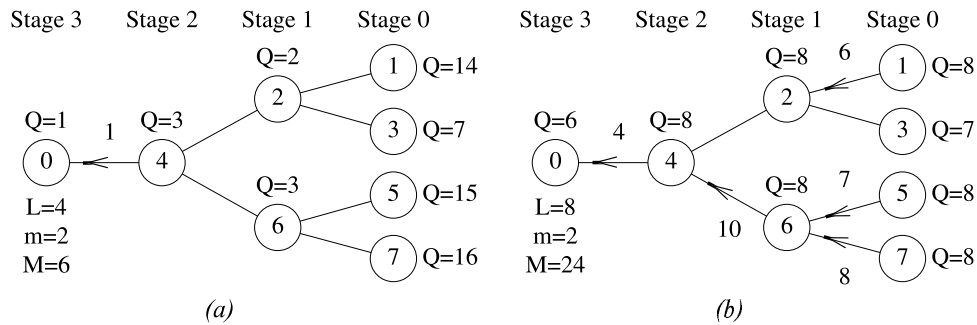 Stage 3 Stage 2 Stage 1 Stage 0
Q=2
1 Q=14
2
Q=1 1 Q=3
3 Q=7
0 4
Q=3
5 Q=15
L=4
6
m=2
7 Q=16
M=6
(a)
Stage 3 Stage 2 Stage 1 Stage 0
Q=8 6
1 Q=8
2
Q=6 4 Q=8
3 Q=7
0 4
Q=8 7
5 Q=8
L=8
10 6
m=2
7 Q=8
M=24
8
(b)